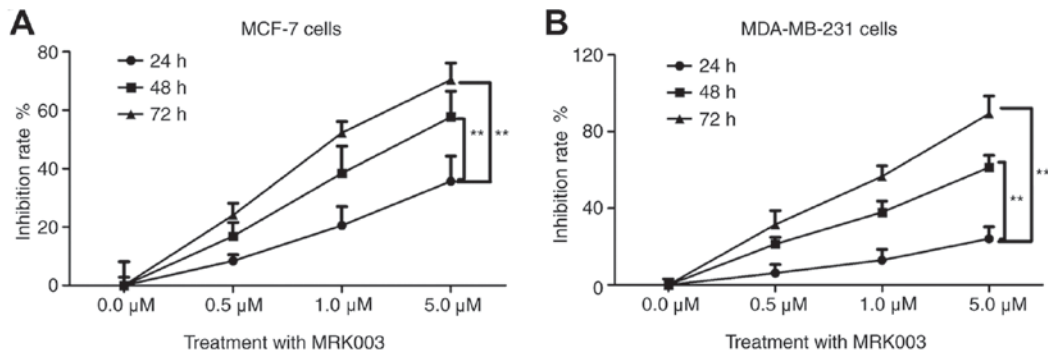 A
MCF-7 cells
24 h
48 h
72 h
Inhibition rate %
80
60
40
20
0
** **
0.0 µM 0.5 µM 1.0 µM 5.0 µM
Treatment with MRK003
B
MDA-MB-231 cells
24 h
48 h
72 h
Inhibition rate %
120
80
40
0
**
**
0.0 µM 0.5 µM 1.0 µM 5.0 µM
Treatment with MRK003